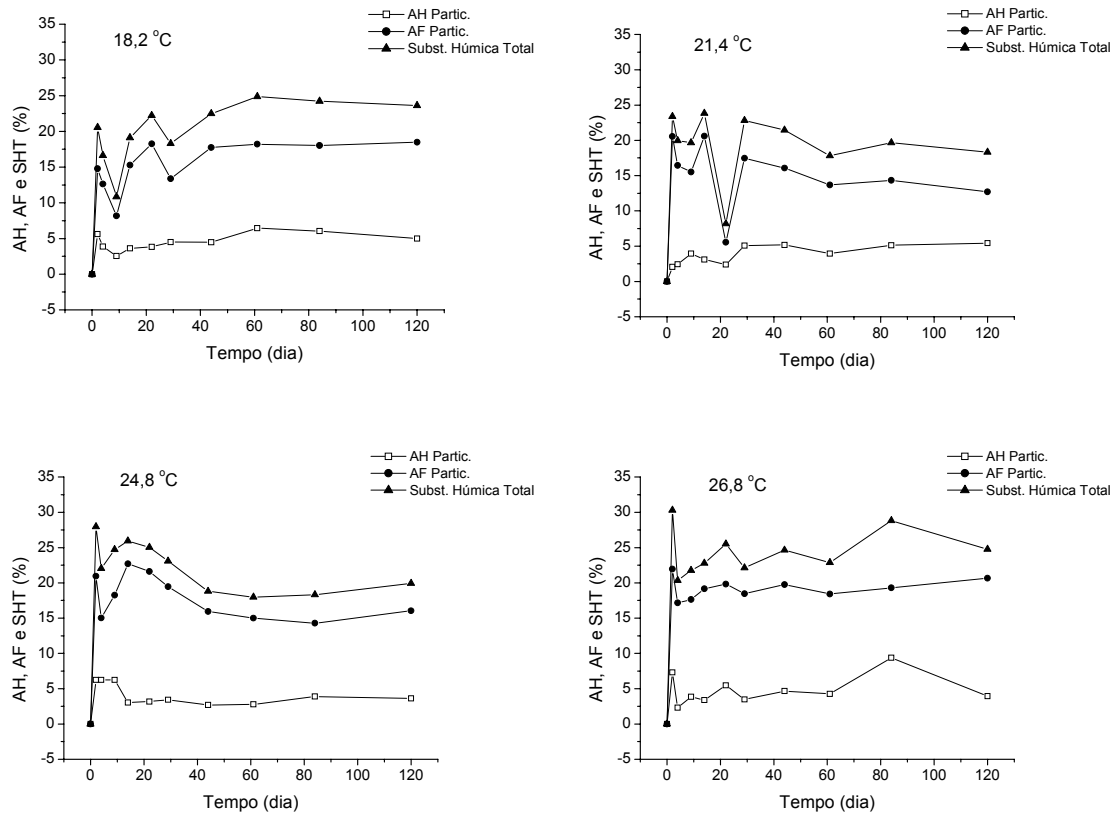 18,2 °C
AH Partic.
AF Partic.
Subst. Húmica Total
AH, AF e SHT (%)
35
30
25
20
15
10
5
0
-5
0 20 40 60 80 100 120
Tempo (dia)
21,4 °C
AH Partic.
AF Partic.
Subst. Húmica Total
AH, AF e SHT (%)
35
30
25
20
15
10
5
0
-5
0 20 40 60 80 100 120
Tempo (dia)
24,8 °C
AH Partic.
AF Partic.
Subst. Húmica Total
AH, AF e SHT (%)
35
30
25
20
15
10
5
0
-5
0 20 40 60 80 100 120
Tempo (dia)
26,8 °C
AH Partic.
AF Partic.
Subst. Húmica Total
AH, AF e SHT (%)
35
30
25
20
15
10
5
0
-5
0 20 40 60 80 100 120
Tempo (dia)